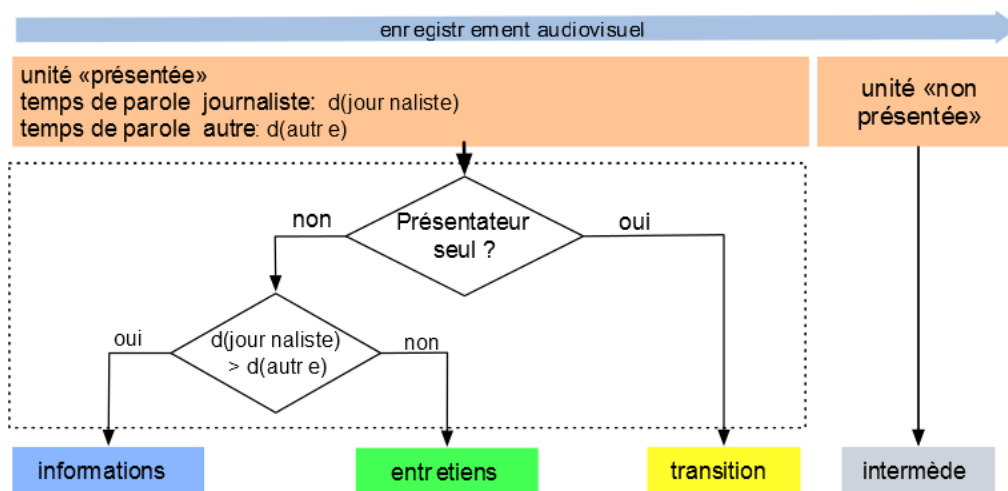 enregistrement audiovisuel
unité «présentée»
temps de parole journaliste: d(journaliste)
temps de parole autre: d(autre)
unité «non
présentée»
non
Présentateur
seul ?
oui
oui
d(journaliste)
> d(autre)
non
informations
entretiens
transition
intermède